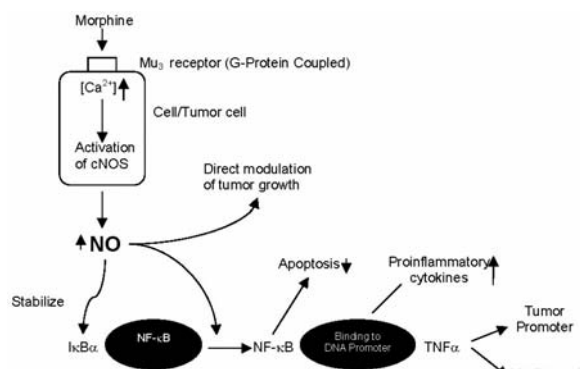 Morphine
Mu₃ receptor (G-Protein Coupled)
[Ca²⁺]
Cell/Tumor cell
Activation
of cNOS
Direct modulation
of tumor growth
NO
Apoptosis
Proinflammatory
cytokines
Stabilize
Tumor
Promoter
IκBα
NF-κB
NF-κB
Binding to
DNA Promoter
TNFα